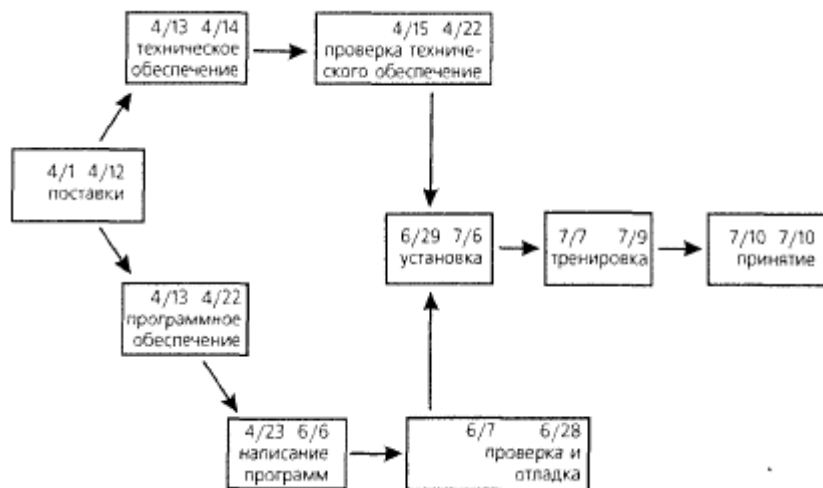 4/13 4/14
техническое
обеспечение
4/15 4/22
проверка техниче-
ского обеспечение
4/1 4/12
поставки
6/29 7/6
установка
7/7 7/9
тренировка
7/10 7/10
принятие
4/13 4/22
программное
обеспечение
4/23 6/6
написание
программ
6/7 6/28
проверка и
отладка